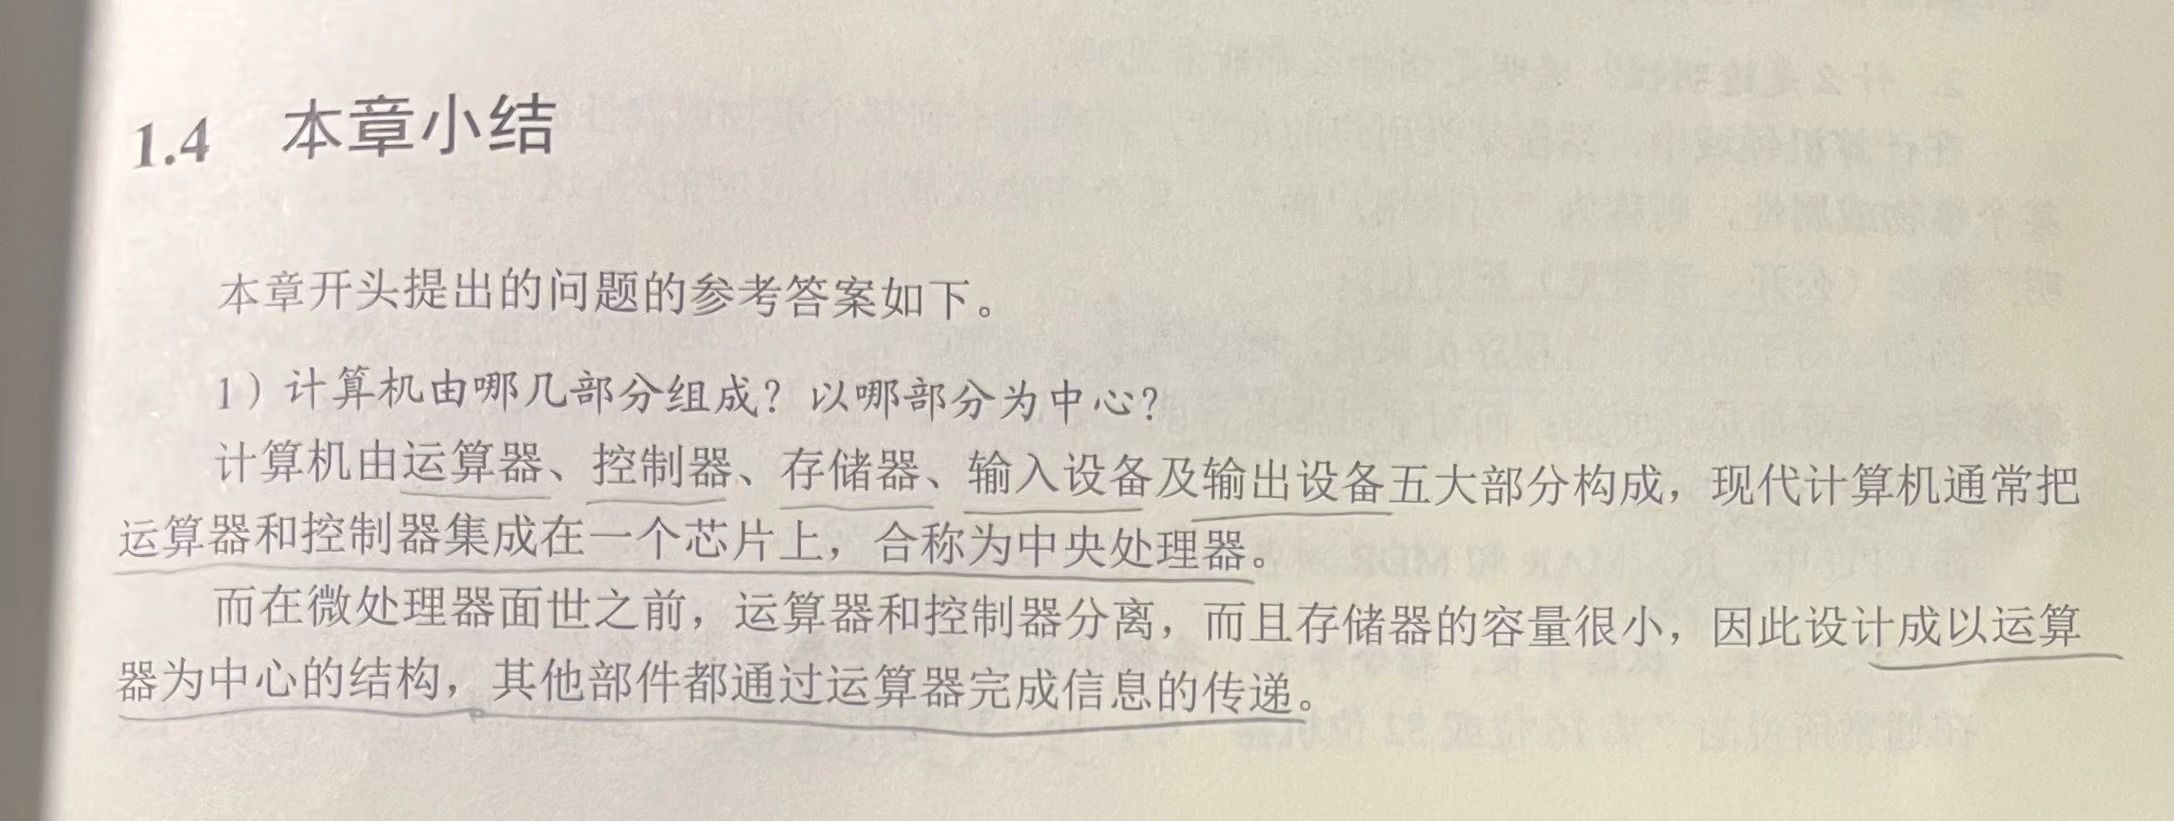 1.4 本章小结
本章开头提出的问题的参考答案如下。
1）计算机由哪几部分组成？以哪部分为中心？
计算机由运算器、控制器、存储器、输入设备及输出设备五大部分构成，现代计算机通常把
运算器和控制器集成在一个芯片上，合称为中央处理器。
而在微处理器面世之前，运算器和控制器分离，而且存储器的容量很小，因此设计成以运算
器为中心的结构，其他部件都通过运算器完成信息的传递。